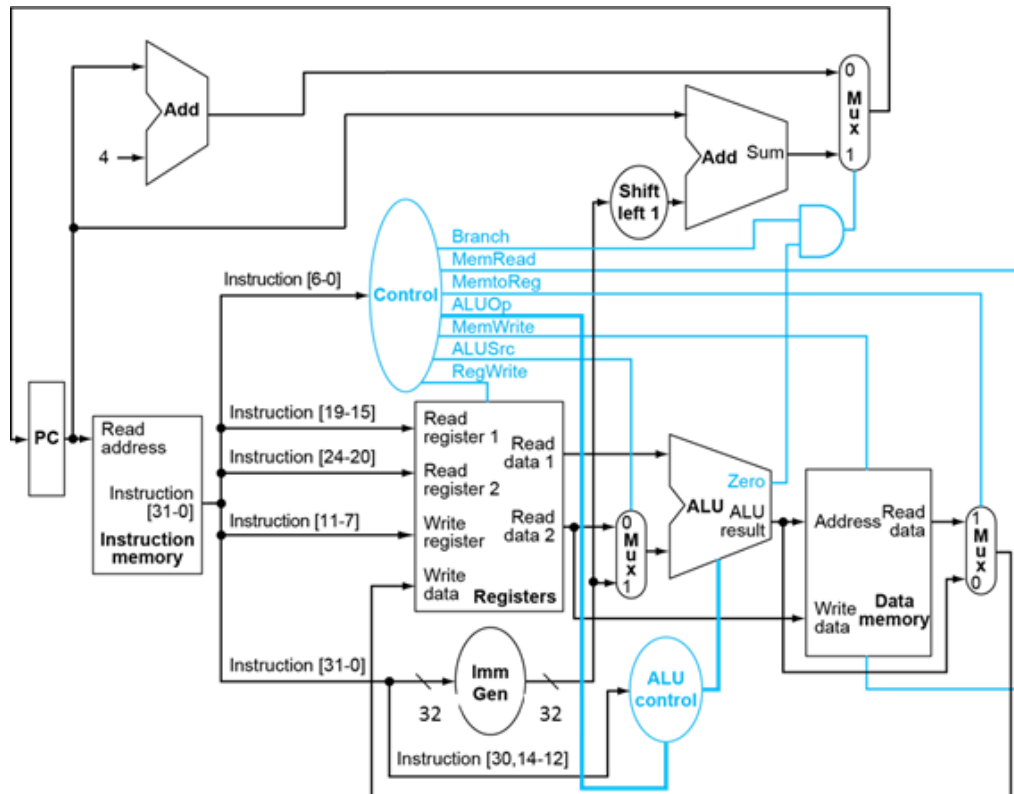 Add
4
Add Sum
0
Mux
1
Shift
left 1
Branch
MemRead
MemtoReg
ALUOp
MemWrite
ALUSrc
RegWrite
Control
Instruction [6-0]
PC
Read
address
Instruction
[31-0]
Instruction
memory
Instruction [19-15]
Instruction [24-20]
Instruction [11-7]
Instruction [31-0]
Read
register 1
Read
register 2
Write
register
Write
data
Read
data 1
Read
data 2
Registers
0
Mux
1
Zero
ALU
ALU
result
Address
Read
data
Write
data
Data
memory
1
Mux
0
32
Imm
Gen
32
ALU
control
Instruction [30,14-12]